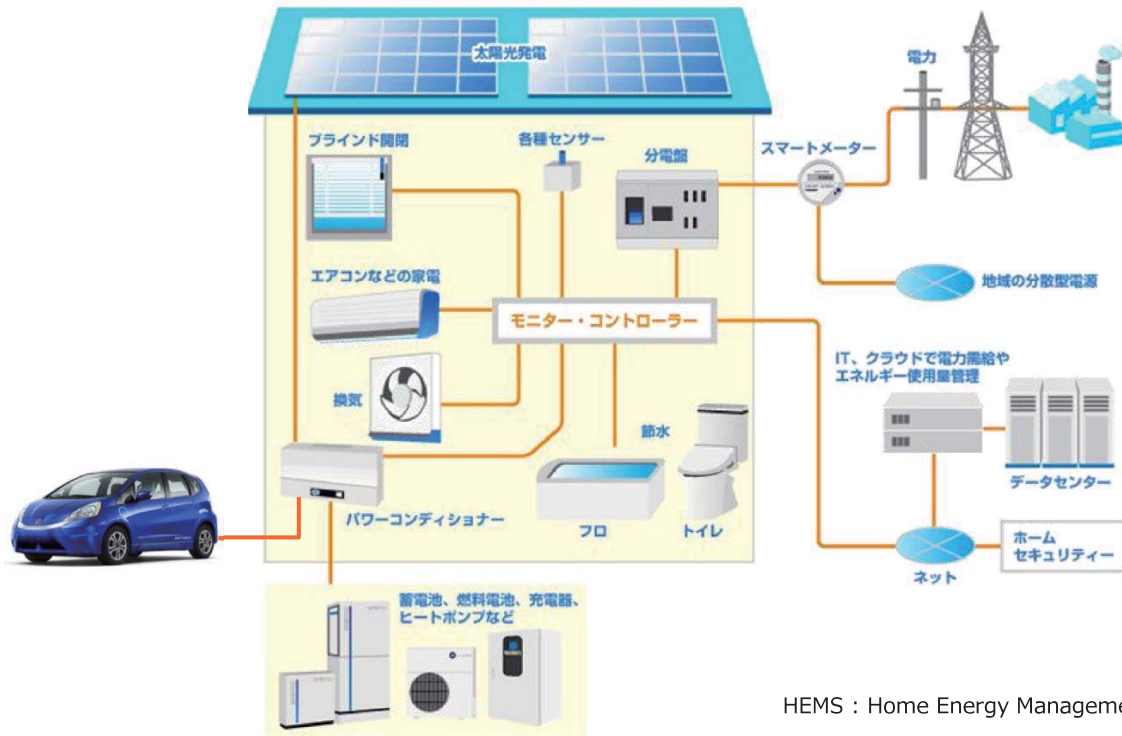 太陽光発電
電力
ブラインド開閉
各種センサー
分電盤
スマートメーター
エアコンなどの家電
地域の分散型電源
モニター・コントローラー
IT、クラウドで電力需給や
エネルギー使用量管理
換気
節水
データセンター
パワーコンディショナー
フロ
トイレ
ホーム
セキュリティー
ネット
蓄電池、燃料電池、充電器、
ヒートポンプなど
HEMS : Home Energy Manageme